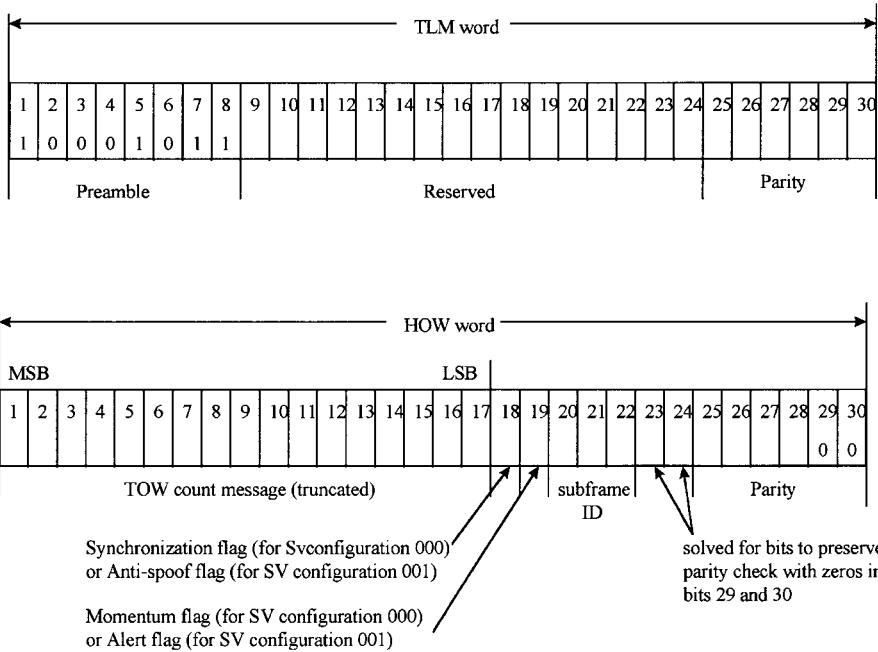 TLM word
1 2 3 4 5 6 7 8 9 10 11 12 13 14 15 16 17 18 19 20 21 22 23 24 25 26 27 28 29 30
1 0 0 0 1 0 1 1
Preamble Reserved Parity
HOW word
MSB LSB
1 2 3 4 5 6 7 8 9 10 11 12 13 14 15 16 17 18 19 20 21 22 23 24 25 26 27 28 29 30
0 0
TOW count message (truncated) subframe Parity
ID
Synchronization flag (for Svconfiguration 000)
or Anti-spoof flag (for SV configuration 001)
solved for bits to preserve
parity check with zeros in
bits 29 and 30
Momentum flag (for SV configuration 000)
or Alert flag (for SV configuration 001)